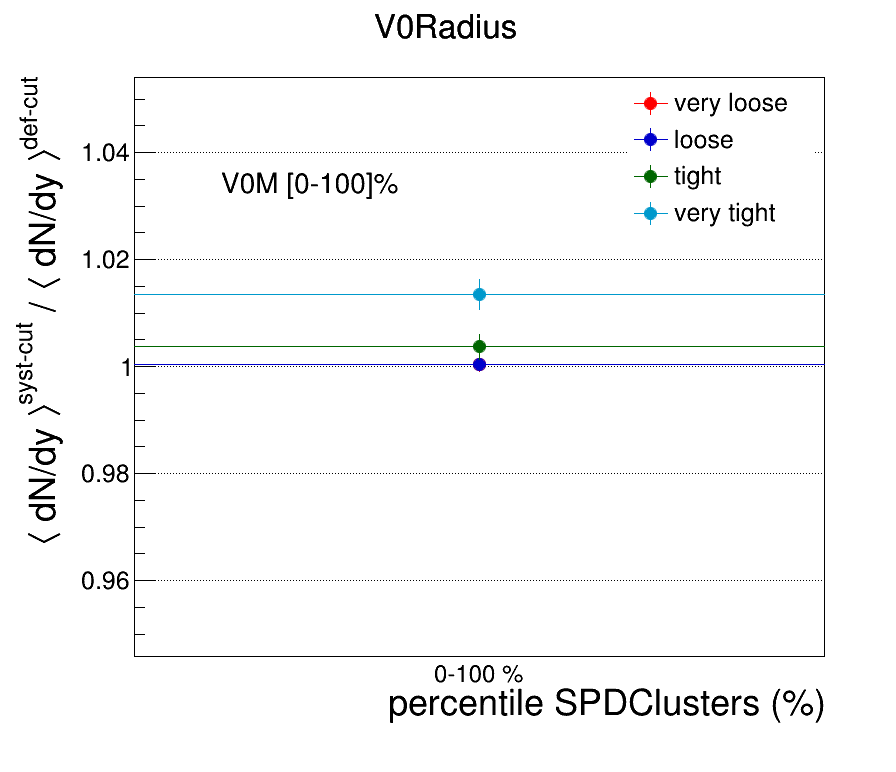 V0Radius
⟨ dN/dy ⟩^syst-cut / ⟨ dN/dy ⟩^def-cut
very loose
loose
tight
very tight
V0M [0-100]%
1.04
1.02
1
0.98
0.96
0-100 %
percentile SPDClusters (%)